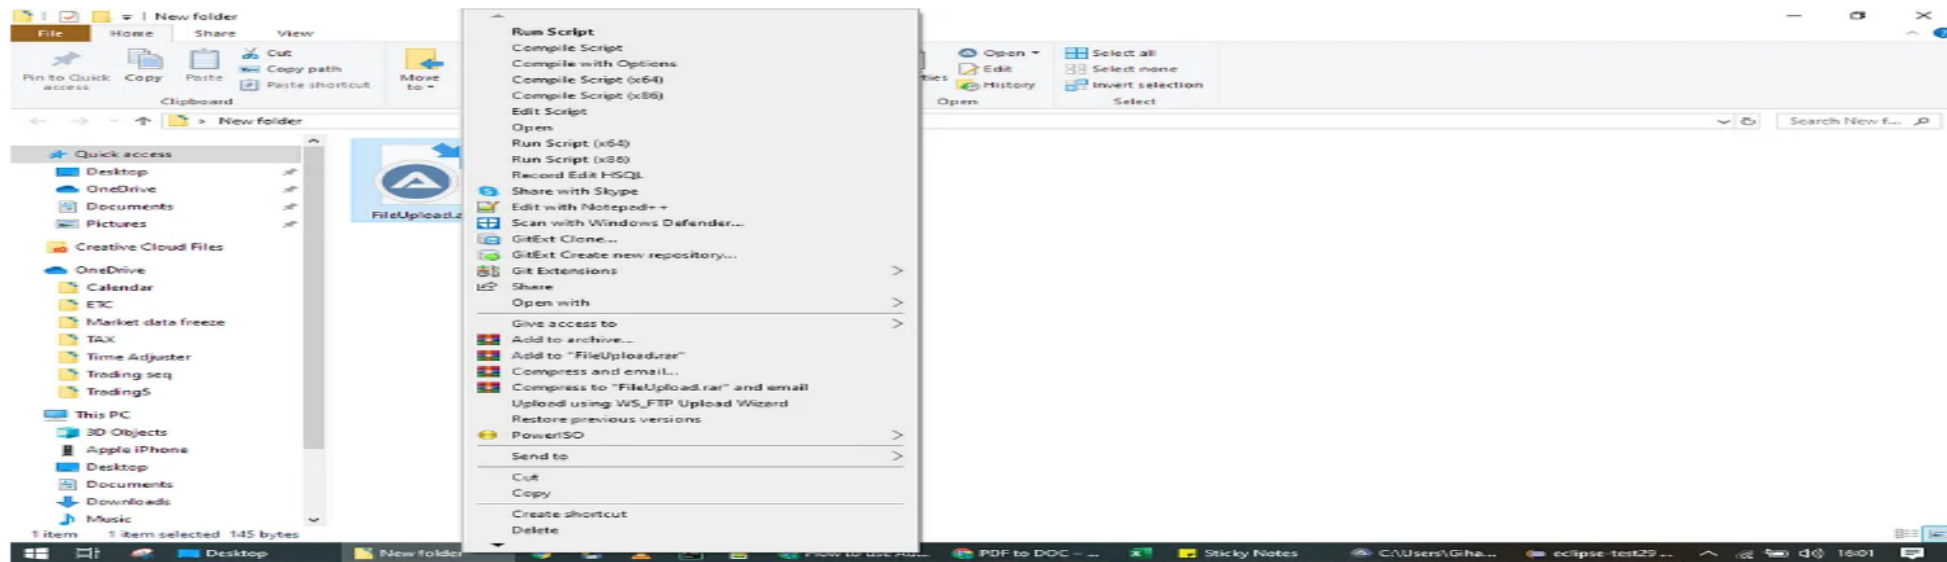 New folder
File Home Share View
Pin to Quick access
Copy
Paste
Cut
Copy path
Paste shortcut
Clipboard
Move to
Open
Edit
History
Open
Select all
Select none
Invert selection
Select
New folder
Search New f...
Quick access
Desktop
OneDrive
Documents
Pictures
Creative Cloud Files
OneDrive
Calendar
ETC
Market data freeze
TAX
Time Adjuster
Trading seq
TradingS
This PC
3D Objects
Apple iPhone
Desktop
Documents
Downloads
Music
FileUpload.a
Run Script
Compile Script
Compile with Options
Compile Script (x64)
Compile Script (x86)
Edit Script
Open
Run Script (x64)
Run Script (x86)
Record Edit HSQL
Share with Skype
Edit with Notepad++
Scan with Windows Defender...
GitExt Clone...
GitExt Create new repository...
Git Extensions
Share
Open with
Give access to
Add to archive...
Add to "FileUpload.rar"
Compress and email...
Compress to "FileUpload.rar" and email
Upload using WS_FTP Upload Wizard
Restore previous versions
PowerISO
Send to
Cut
Copy
Create shortcut
Delete
1 item 1 item selected 145 bytes
Desktop
New folder
PDF to DOC – ...
Sticky Notes
C:\Users\Giha...
eclipse-test29 ...
16:01